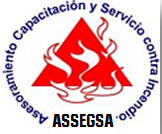 Asesoramiento Capacitación y Servicio contra Incendio.
ASSEGSA